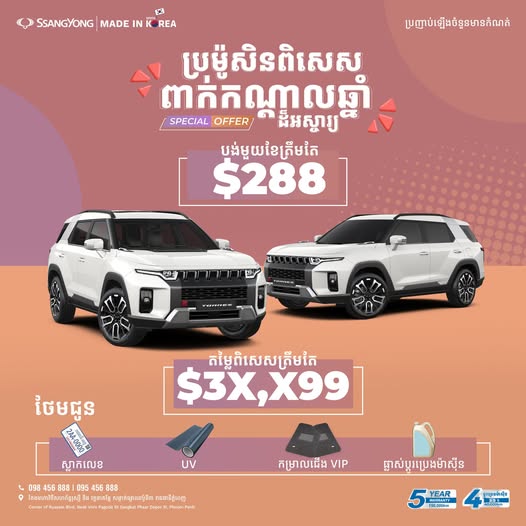 SSANGYONG | MADE IN KOREA
ប្រញាប់ឡើងចំនួនមានកំណត់
ប្រូម៉ូសិនពិសេស
ពាក់កណ្តាលឆ្នាំ
ដ៏អស្ចារ្យ
SPECIAL OFFER
បង់មួយខែត្រឹមតែ
$288
TORRES
តម្លៃពិសេសត្រឹមតែ
$3X,X99
ថែមជូន
2AA-0000
ស្លាកលេខ
UV
កម្រាលជើង VIP
ផ្លាស់ប្តូរប្រេងម៉ាស៊ីន
098 456 888 | 095 456 888
5 YEAR
WARRANTY
4